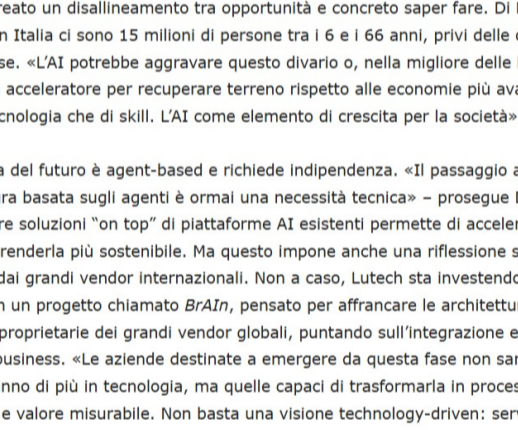 reato un disallineamento tra opportunità e concreto saper fare. Di
n Italia ci sono 15 milioni di persone tra i 6 e i 66 anni, privi delle
se. «L’AI potrebbe aggravare questo divario o, nella migliore delle
acceleratore per recuperare terreno rispetto alle economie più ava
cnologia che di skill. L’AI come elemento di crescita per la società»
a del futuro è agent-based e richiede indipendenza. «Il passaggio a
ra basata sugli agenti è ormai una necessità tecnica» – prosegue
re soluzioni “on top” di piattaforme AI esistenti permette di acceler
renderla più sostenibile. Ma questo impone anche una riflessione s
dai grandi vendor internazionali. Non a caso, Lutech sta investendo
n un progetto chiamato BrAIn, pensato per affrancare le architettu
proprietarie dei grandi vendor globali, puntando sull’integrazione e
business. «Le aziende destinate a emergere da questa fase non sar
nno di più in tecnologia, ma quelle capaci di trasformarla in proces
e valore misurabile. Non basta una visione technology-driven: ser